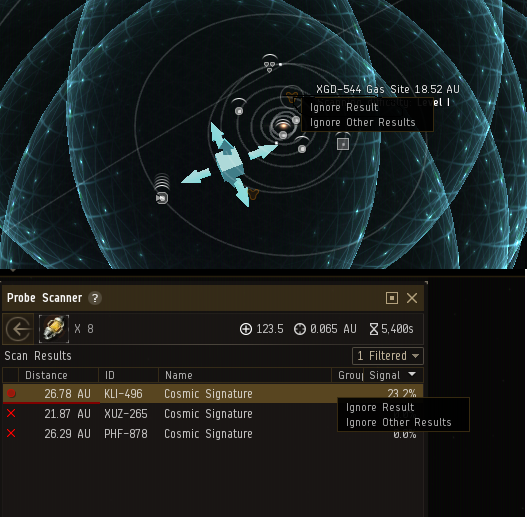 XGD-544 Gas Site 18.52 AU
Level I
Ignore Result
Ignore Other Results
Probe Scanner ?
X 8
123.5
0.065 AU
5,400s
Scan Results
1 Filtered
Distance ID Name Group Signal
26.78 AU KLI-496 Cosmic Signature 23.2%
21.87 AU XUZ-265 Cosmic Signature
26.29 AU PHF-878 Cosmic Signature 0.0%
Ignore Result
Ignore Other Results